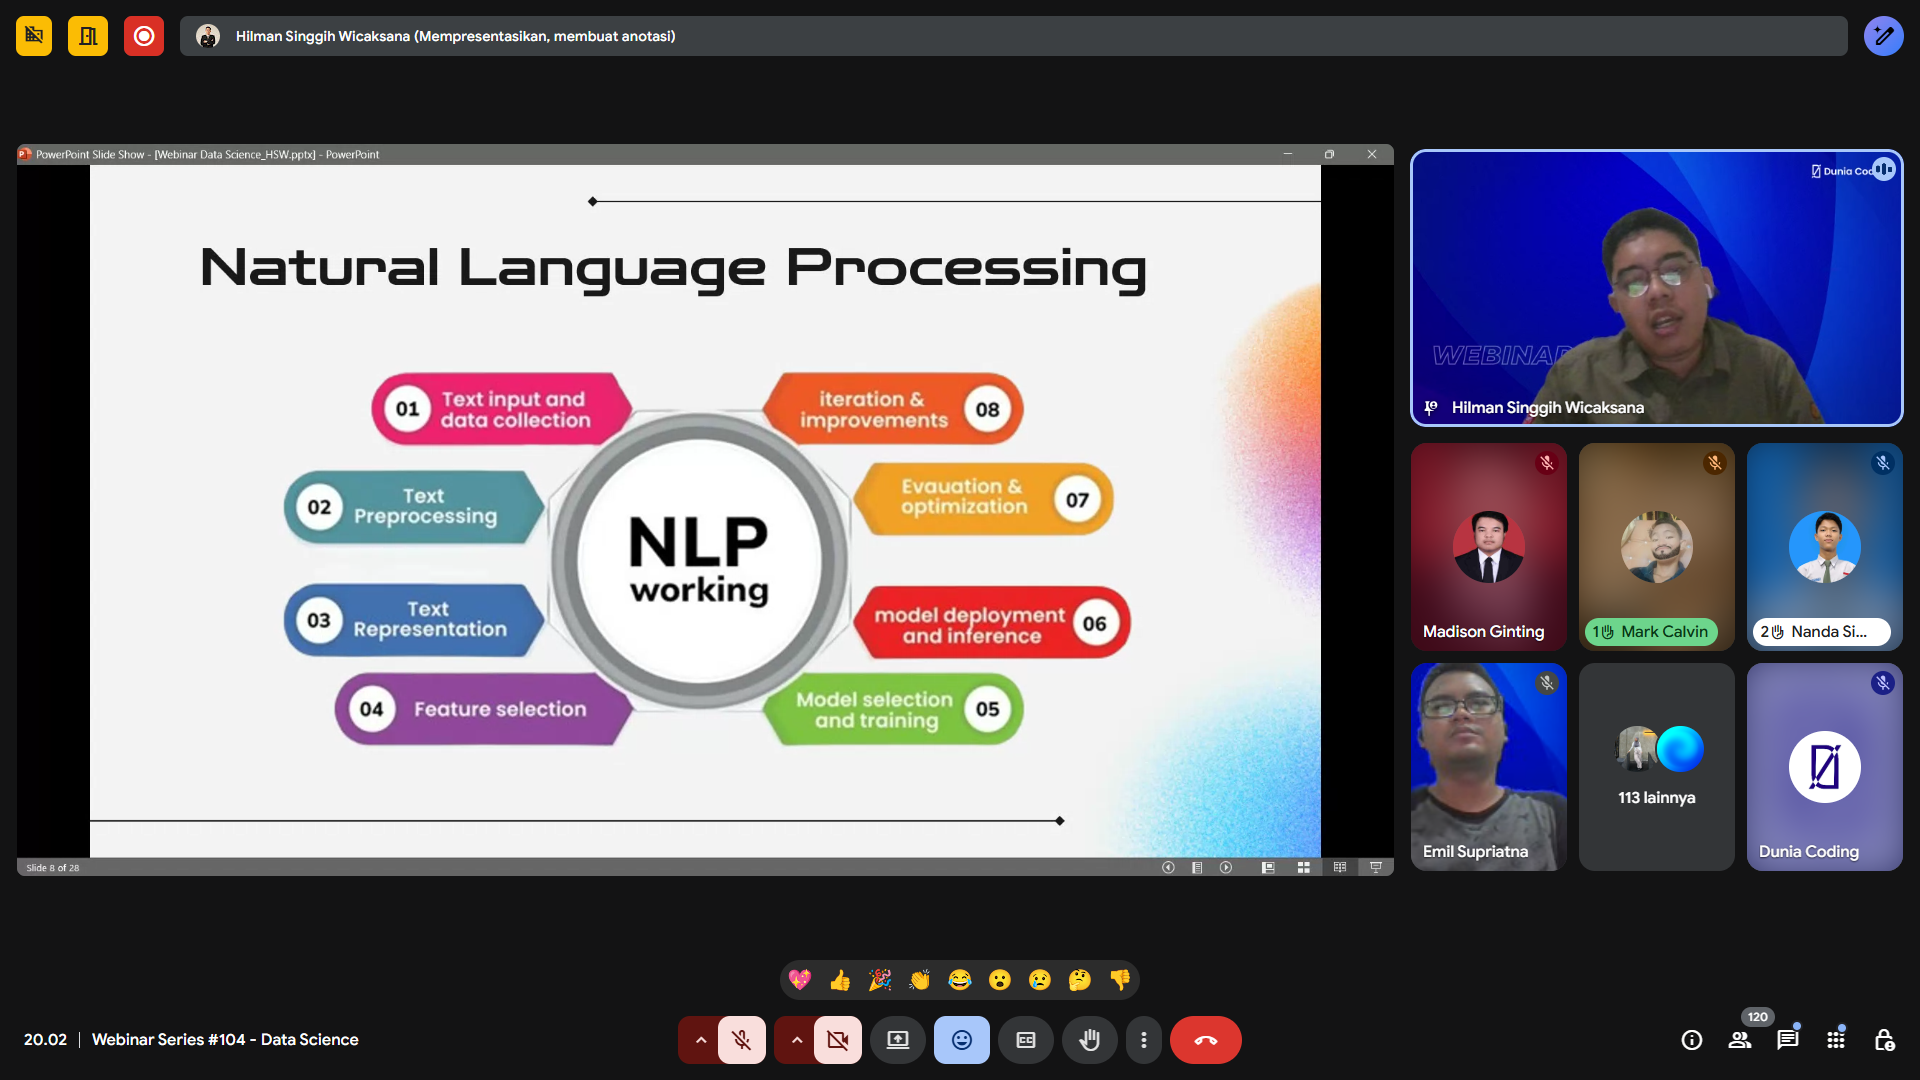 Hilman Singgih Wicaksana (Mempresentasikan, membuat anotasi)
PowerPoint Slide Show - [Webinar Data Science_HSW.pptx] - PowerPoint
Natural Language Processing
01
Text input and
data collection
02
Text
Preprocessing
03
Text
Representation
04
Feature selection
NLP
working
iteration &
improvements
08
Evauation &
optimization
07
model deployment
and inference
06
Model selection
and training
05
Slide 8 of 28
Dunia Cod
WEBINAR
Hilman Singgih Wicaksana
Madison Ginting
1 Mark Calvin
2 Nanda Si...
Emil Supriatna
113 lainnya
Dunia Coding
20.02 | Webinar Series #104 - Data Science
CC
120